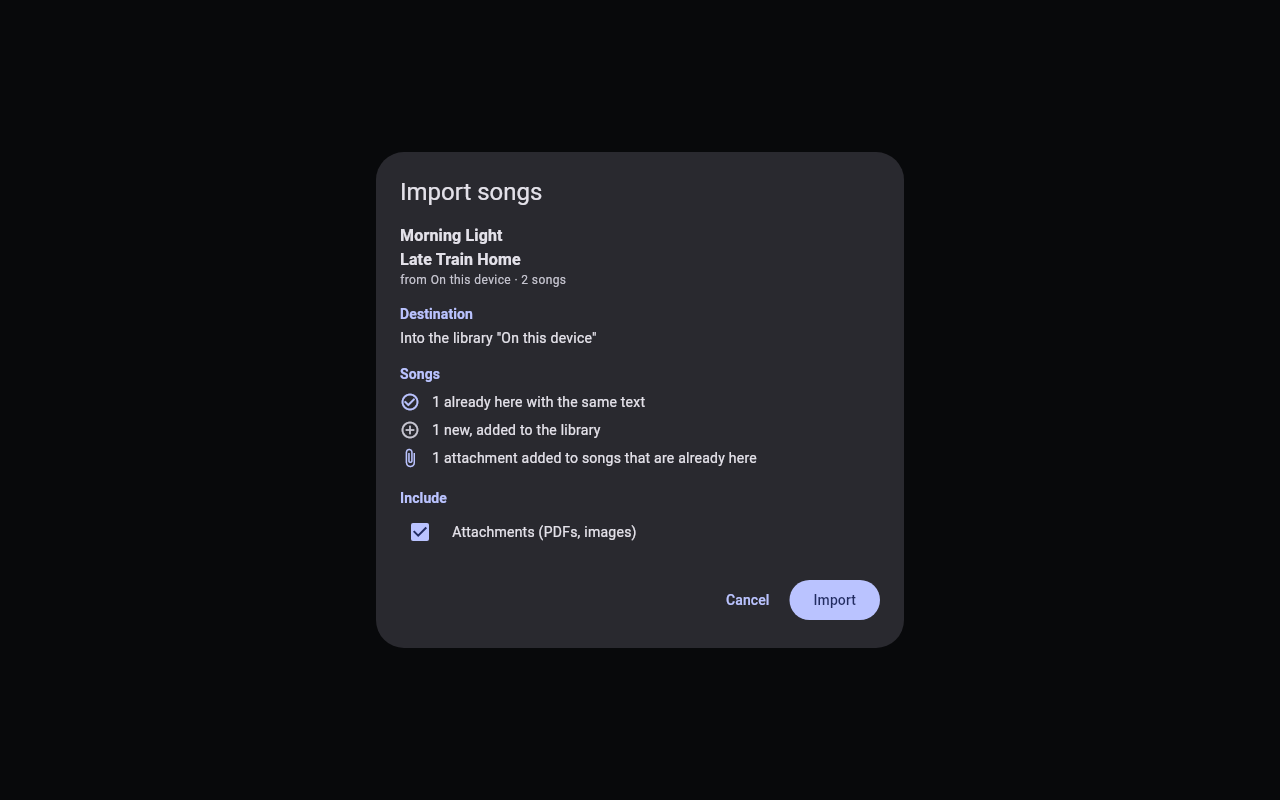 Import songs
Morning Light
Late Train Home
from On this device · 2 songs
Destination
Into the library "On this device"
Songs
1 already here with the same text
1 new, added to the library
1 attachment added to songs that are already here
Include
Attachments (PDFs, images)
Cancel
Import